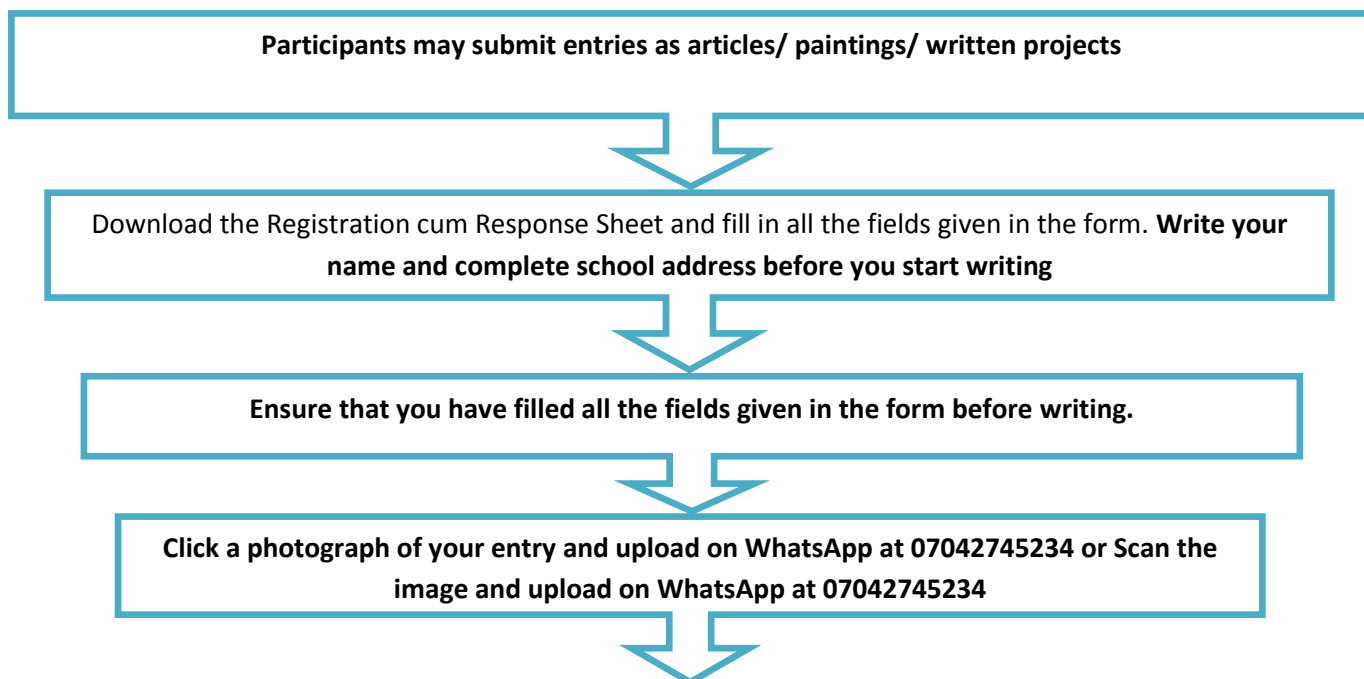 Participants may submit entries as articles/ paintings/ written projects
Download the Registration cum Response Sheet and fill in all the fields given in the form. Write your
name and complete school address before you start writing
Ensure that you have filled all the fields given in the form before writing.
Click a photograph of your entry and upload on WhatsApp at 07042745234 or Scan the
image and upload on WhatsApp at 07042745234